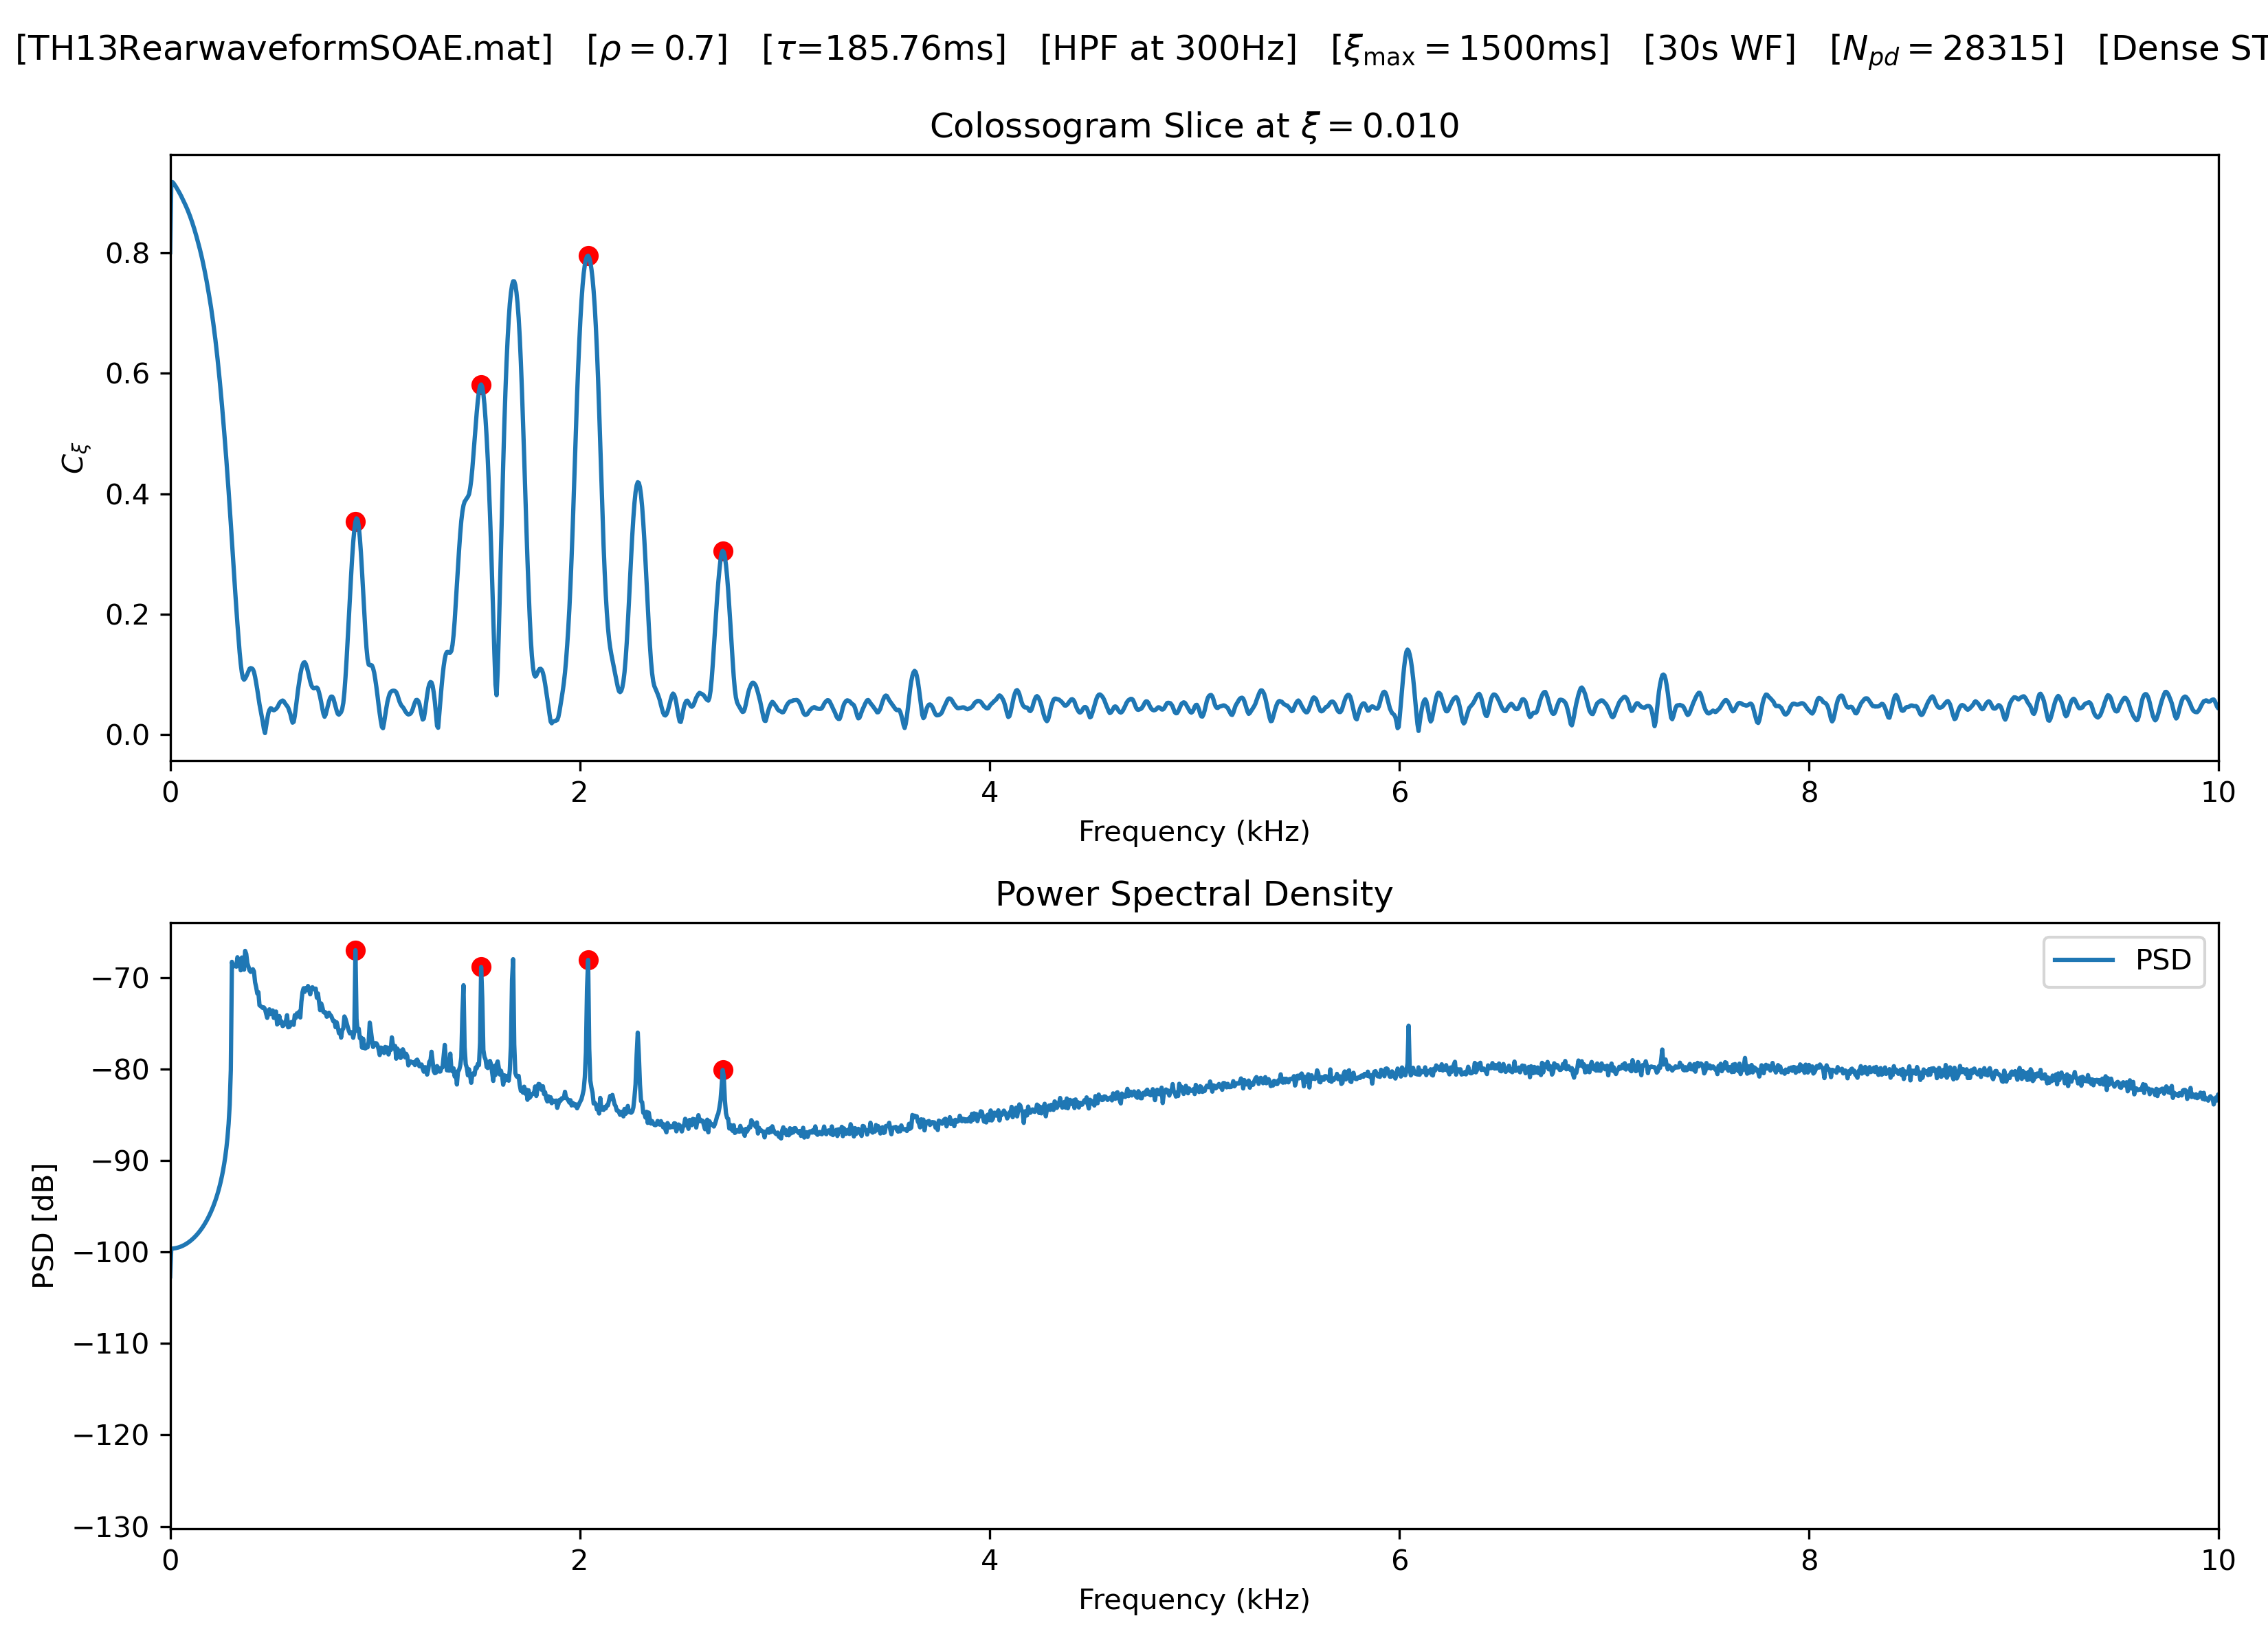 [TH13RearwaveformSOAE.mat] [ρ = 0.7] [τ=185.76ms] [HPF at 300Hz] [ξmax = 1500ms] [30s WF] [Npd = 28315] [Dense ST
Colossogram Slice at ξ = 0.010
0.8
0.6
0.4
0.2
0.0
Cξ
0 2 4 6 8 10
Frequency (kHz)
Power Spectral Density
PSD
−70
−80
−90
−100
−110
−120
−130
PSD [dB]
0 2 4 6 8 10
Frequency (kHz)